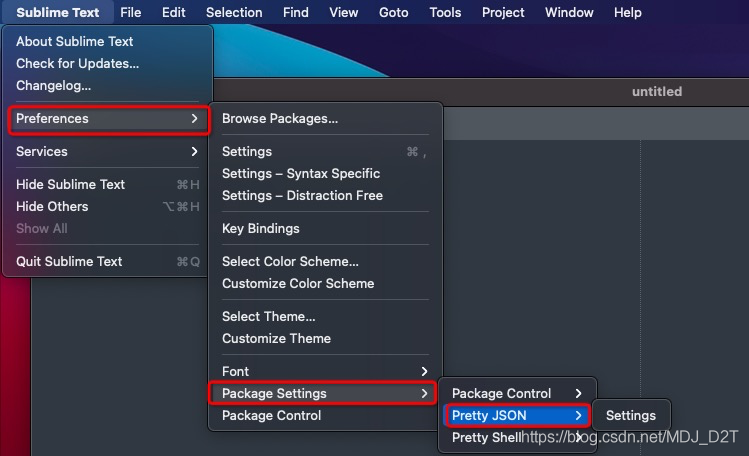 Sublime Text File Edit Selection Find View Goto Tools Project Window Help
About Sublime Text
Check for Updates...
Changelog...
Preferences
Services
Hide Sublime Text ⌘H
Hide Others ⌥⌘H
Show All
Quit Sublime Text ⌘Q
untitled
Browse Packages...
Settings ⌘ ,
Settings – Syntax Specific
Settings – Distraction Free
Key Bindings
Select Color Scheme...
Customize Color Scheme
Select Theme...
Customize Theme
Font
Package Settings
Package Control
Package Control
Pretty JSON
Pretty Shell
Settings
https://blog.csdn.net/MDJ_D2T